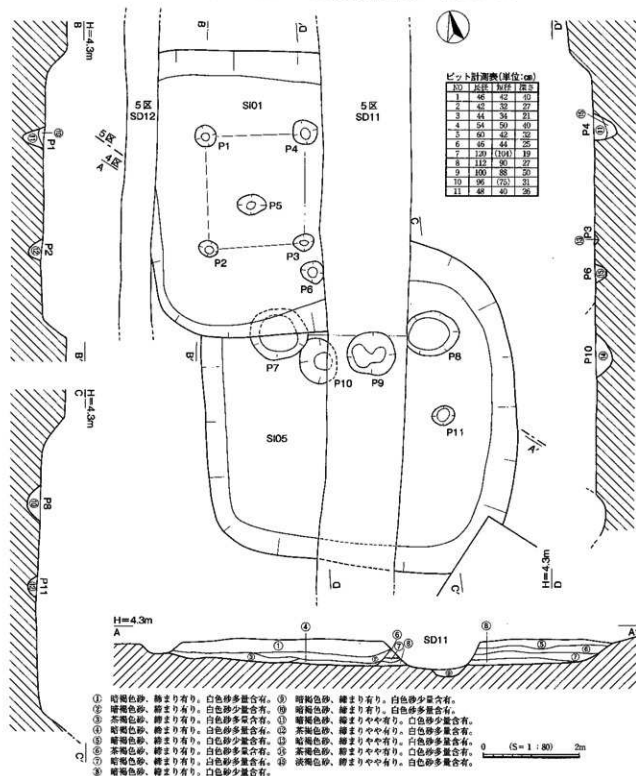 ピット計測表(単位:cm)
NO 長径 短径 深さ
1 46 42 40
2 42 32 27
3 44 34 21
4 54 50 40
5 60 42 32
6 46 44 25
7 120 (104) 19
8 112 90 27
9 100 88 50
10 96 (75) 31
11 48 40 26
B
D'
H=4.3m
5区
SD12
SI01
5区
SD11
5区
4区
A
P1
P4
P5
P2
P3
P6
C
P7
P10
P9
P8
P11
SI05
A'
B'
D
C'
B
H=4.3m
P1
P2
B'
C
H=4.3m
P8
P11
C'
D'
P4
P3
P6
P10
H=4.3m
D
H=4.3m
A
SD11
A'
① 暗褐色砂、締まり有り。白色砂多量含有。
② 暗褐色砂、締まり有り。白色砂多量含有。
③ 茶褐色砂、締まり有り。白色砂多量含有。
④ 暗褐色砂、締まり有り。白色砂多量含有。
⑤ 暗褐色砂、締まり有り。白色砂多量含有。
⑥ 茶褐色砂、締まり有り。白色砂多量含有。
⑦ 暗褐色砂、締まり有り。白色砂多量含有。
⑧ 暗褐色砂、締まり有り。白色砂少量含有。
⑨ 暗褐色砂、締まり有り。白色砂少量含有。
⑩ 暗褐色砂、締まり有り。白色砂多量含有。
⑪ 暗褐色砂、締まりやや有り。白色砂少量含有。
⑫ 茶褐色砂、締まりやや有り。白色砂多量含有。
⑬ 暗褐色砂、締まりやや有り。白色砂多量含有。
⑭ 茶褐色砂、締まりやや有り。白色砂多量含有。
⑮ 淡褐色砂、締まりやや有り。白色砂多量含有。
0 (S=1:80) 2m